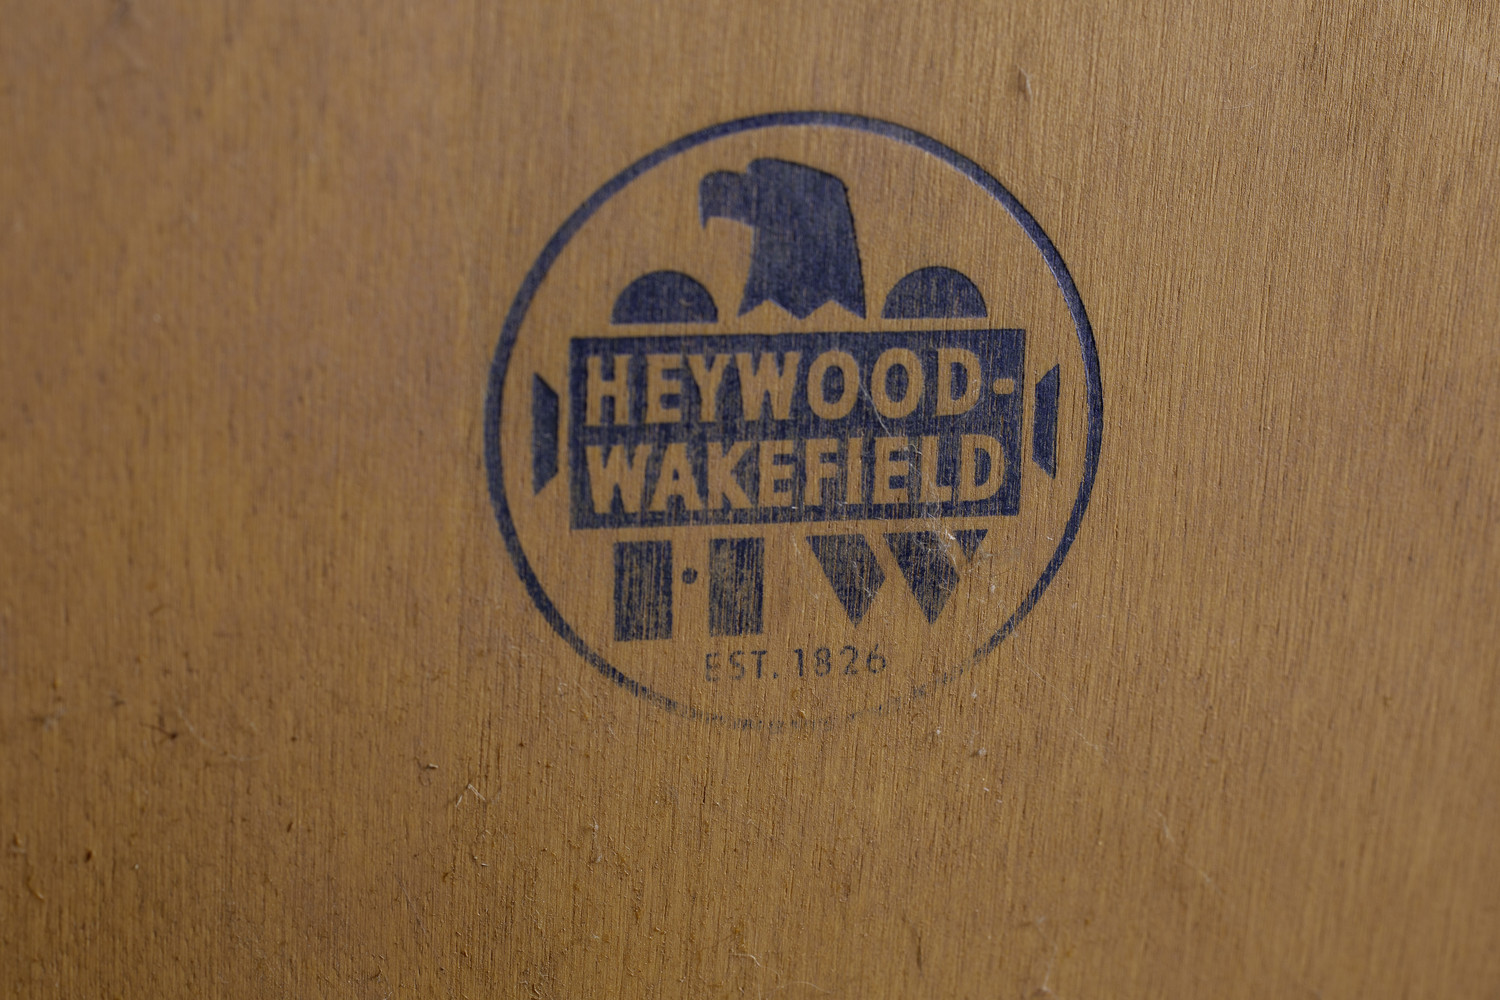 HEYWOOD-
WAKEFIELD
H W
EST. 1826